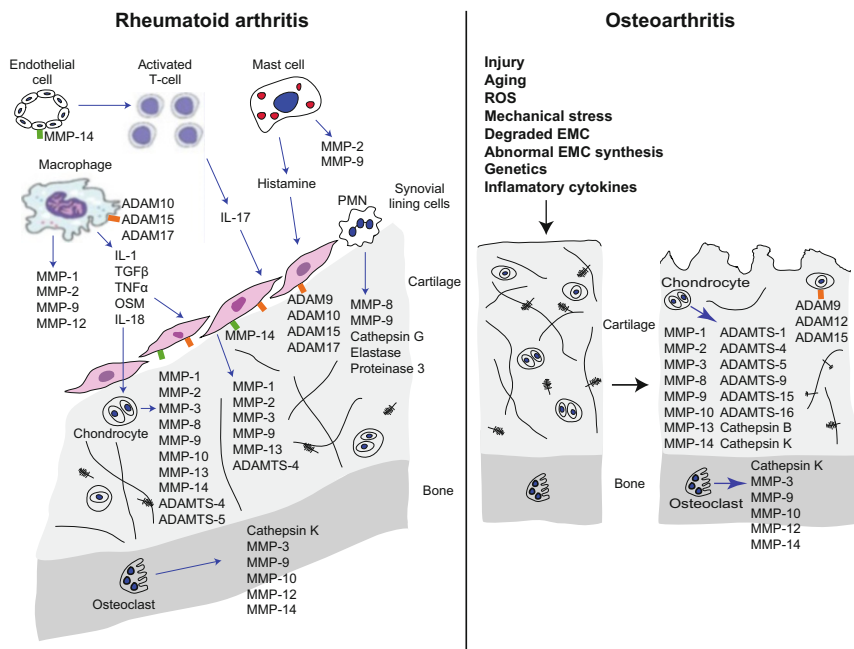 Rheumatoid arthritis
Endothelial
cell
MMP-14
Activated
T-cell
Mast cell
MMP-2
MMP-9
Histamine
Macrophage
ADAM10
ADAM15
ADAM17
IL-17
PMN
Synovial
lining cells
MMP-1
MMP-2
MMP-9
MMP-12
IL-1
TGFβ
TNFα
OSM
IL-18
Cartilage
MMP-14
ADAM9
ADAM10
ADAM15
ADAM17
MMP-8
MMP-9
Cathepsin G
Elastase
Proteinase 3
Chondrocyte
MMP-1
MMP-2
MMP-3
MMP-8
MMP-9
MMP-10
MMP-13
MMP-14
ADAMTS-4
ADAMTS-5
MMP-1
MMP-2
MMP-3
MMP-9
MMP-13
ADAMTS-4
Bone
Osteoclast
Cathepsin K
MMP-3
MMP-9
MMP-10
MMP-12
MMP-14
Osteoarthritis
Injury
Aging
ROS
Mechanical stress
Degraded EMC
Abnormal EMC synthesis
Genetics
Inflamatory cytokines
Cartilage
Bone
Chondrocyte
MMP-1
MMP-2
MMP-3
MMP-8
MMP-9
MMP-10
MMP-13
MMP-14
ADAMTS-1
ADAMTS-4
ADAMTS-5
ADAMTS-9
ADAMTS-15
ADAMTS-16
Cathepsin B
Cathepsin K
ADAM9
ADAM12
ADAM15
Osteoclast
Cathepsin K
MMP-3
MMP-9
MMP-10
MMP-12
MMP-14